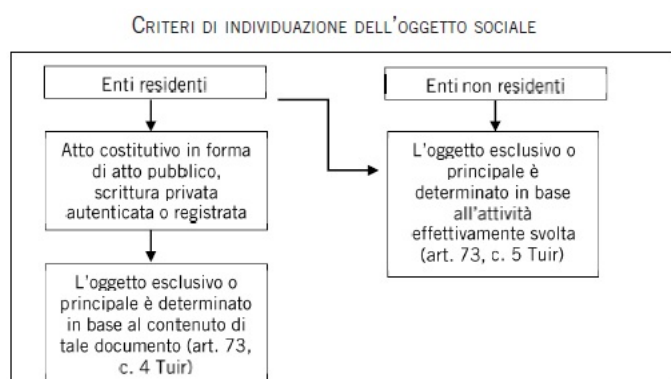 CRITERI DI INDIVIDUAZIONE DELL'OGGETTO SOCIALE
Enti residenti
Atto costitutivo in forma
di atto pubblico,
scrittura privata
autenticata o registrata
L'oggetto esclusivo o
principale è determinato
in base al contenuto di
tale documento (art. 73,
c. 4 Tuir)
Enti non residenti
L'oggetto esclusivo o
principale è
determinato in base
all'attività
effettivamente svolta
(art. 73, c. 5 Tuir)